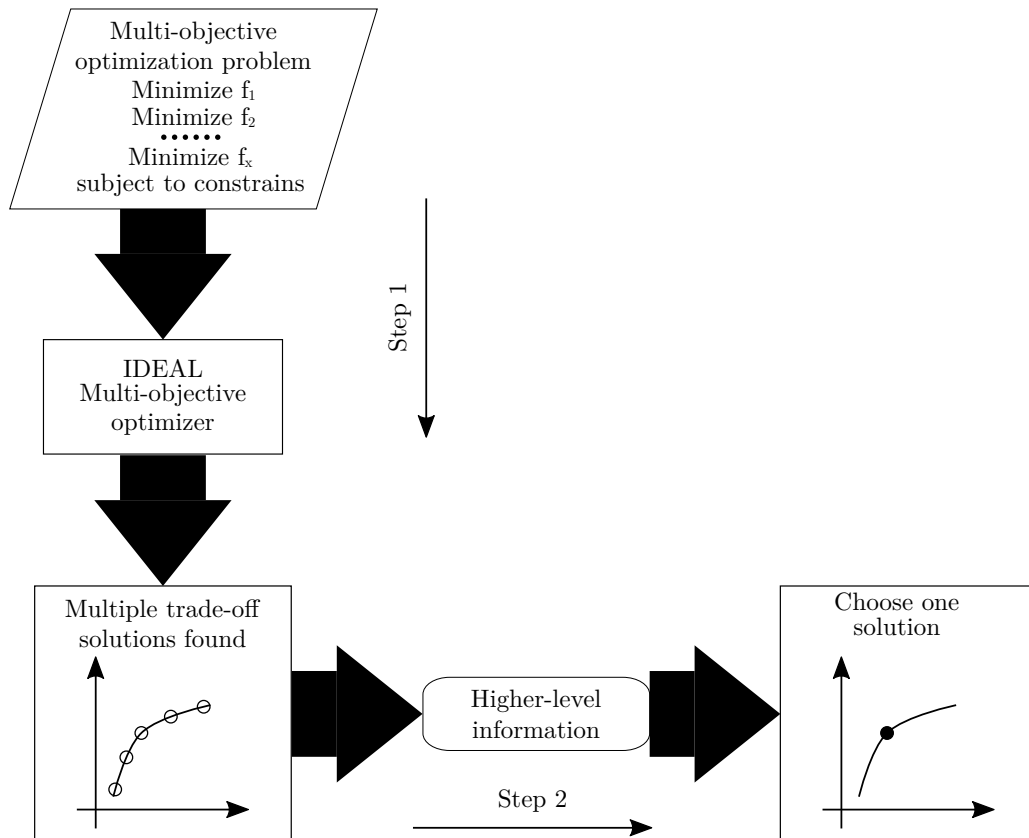 Multi-objective
optimization problem
Minimize f₁
Minimize f₂
••••••
Minimize fₓ
subject to constrains
Step 1
IDEAL
Multi-objective
optimizer
Multiple trade-off
solutions found
Higher-level
information
Step 2
Choose one
solution